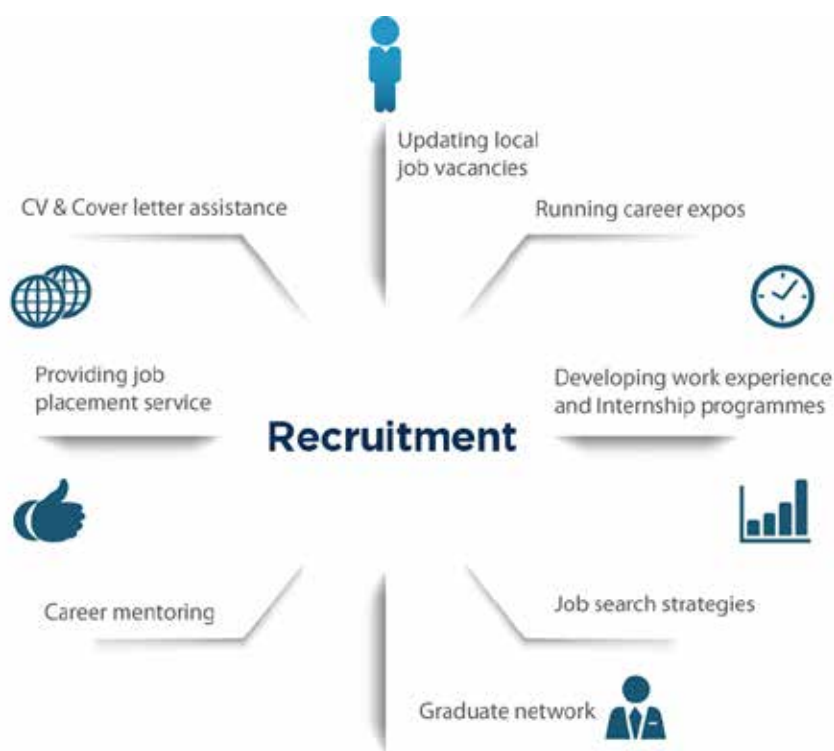 Updating local
job vacancies
CV & Cover letter assistance
Running career expos
Providing job
placement service
Developing work experience
and Internship programmes
Recruitment
Career mentoring
Job search strategies
Graduate network